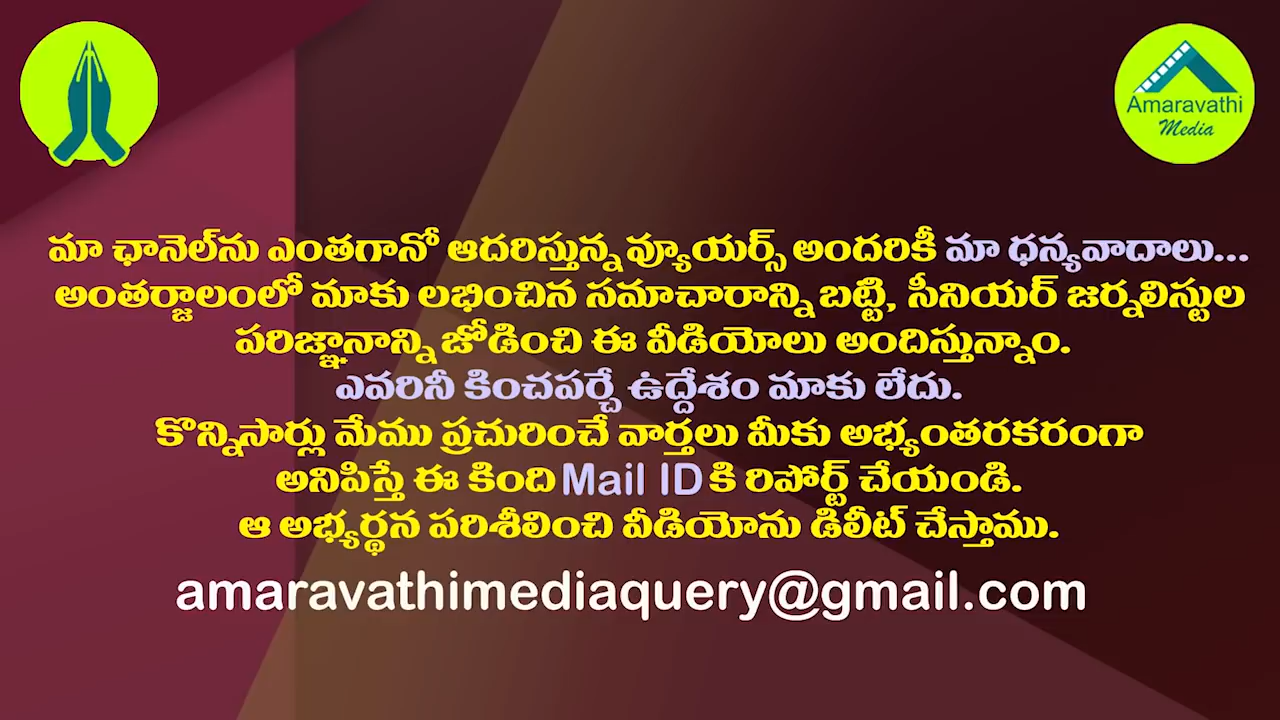 Amaravathi
Media
మా ఛానెల్‌ను ఎంతగానో ఆదరిస్తున్న వ్యూయర్స్ అందరికీ మా ధన్యవాదాలు...
అంతర్జాలంలో మాకు లభించిన సమాచారాన్ని బట్టి, సీనియర్ జర్నలిస్టుల
పరిజ్ఞానాన్ని జోడించి ఈ వీడియోలు అందిస్తున్నాం.
ఎవరినీ కించపర్చే ఉద్దేశం మాకు లేదు.
కొన్నిసార్లు మేము ప్రచురించే వార్తలు మీకు అభ్యంతరకరంగా
అనిపిస్తే ఈ కింది Mail ID కి రిపోర్ట్ చేయండి.
ఆ అభ్యర్థన పరిశీలించి వీడియోను డిలీట్ చేస్తాము.
amaravathimediaquery@gmail.com